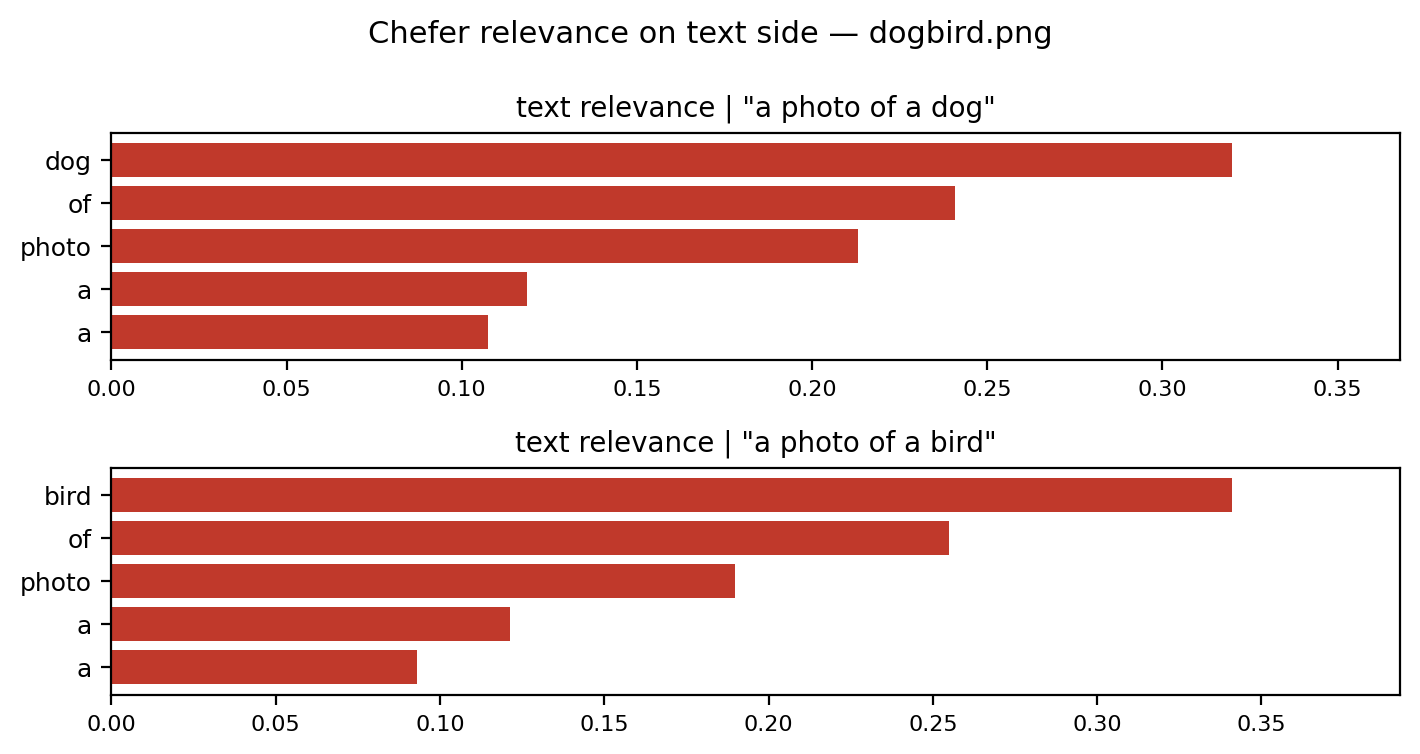 Chefer relevance on text side — dogbird.png
text relevance | "a photo of a dog"
dog
of
photo
a
a
0.00 0.05 0.10 0.15 0.20 0.25 0.30 0.35
text relevance | "a photo of a bird"
bird
of
photo
a
a
0.00 0.05 0.10 0.15 0.20 0.25 0.30 0.35